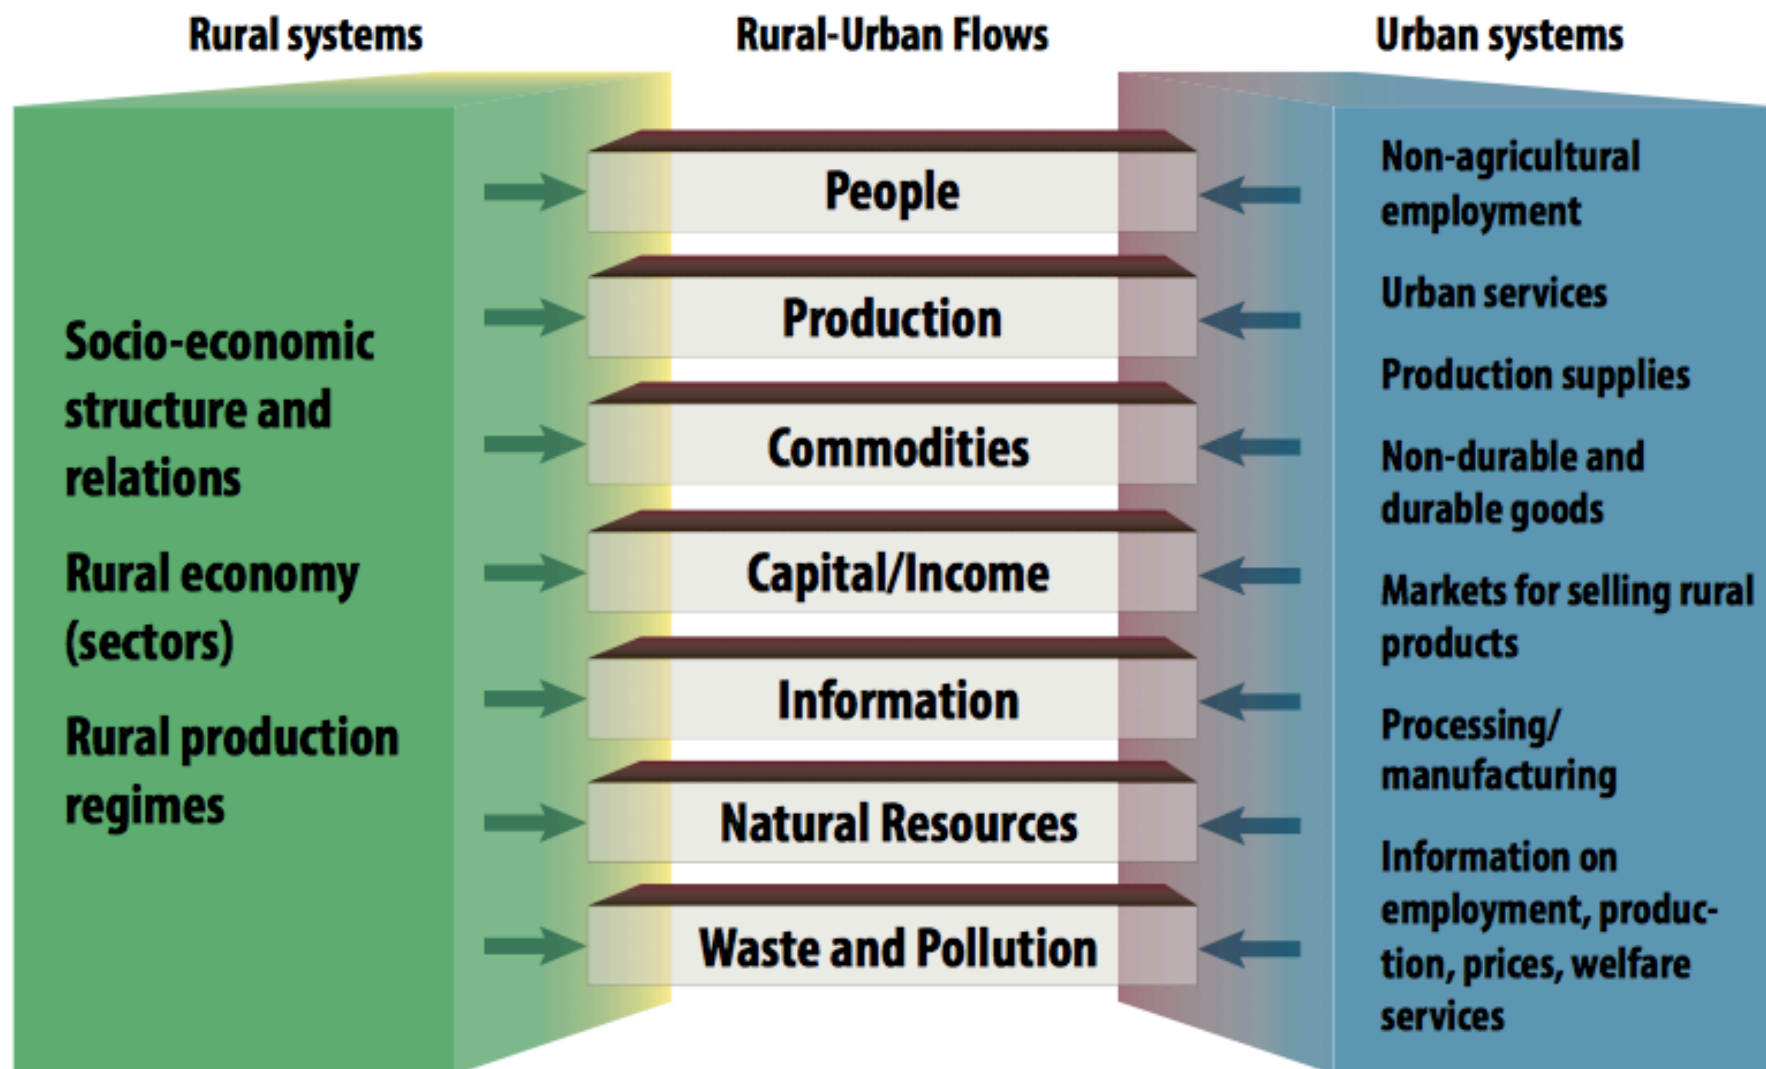 Rural systems
Rural-Urban Flows
Urban systems
Socio-economic
structure and
relations
Rural economy
(sectors)
Rural production
regimes
People
Production
Commodities
Capital/Income
Information
Natural Resources
Waste and Pollution
Non-agricultural
employment
Urban services
Production supplies
Non-durable and
durable goods
Markets for selling rural
products
Processing/
manufacturing
Information on
employment, produc-
tion, prices, welfare
services